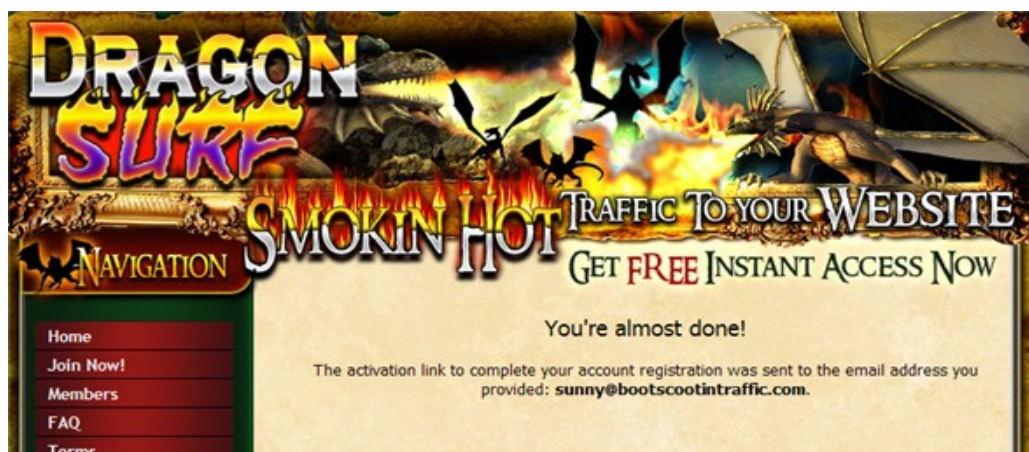 DRAGON
SURF
SMOKIN HOT TRAFFIC TO YOUR WEBSITE
GET FREE INSTANT ACCESS NOW
NAVIGATION
Home
Join Now!
Members
FAQ
Terms
You're almost done!
The activation link to complete your account registration was sent to the email address you
provided: sunny@bootscootintraffic.com.